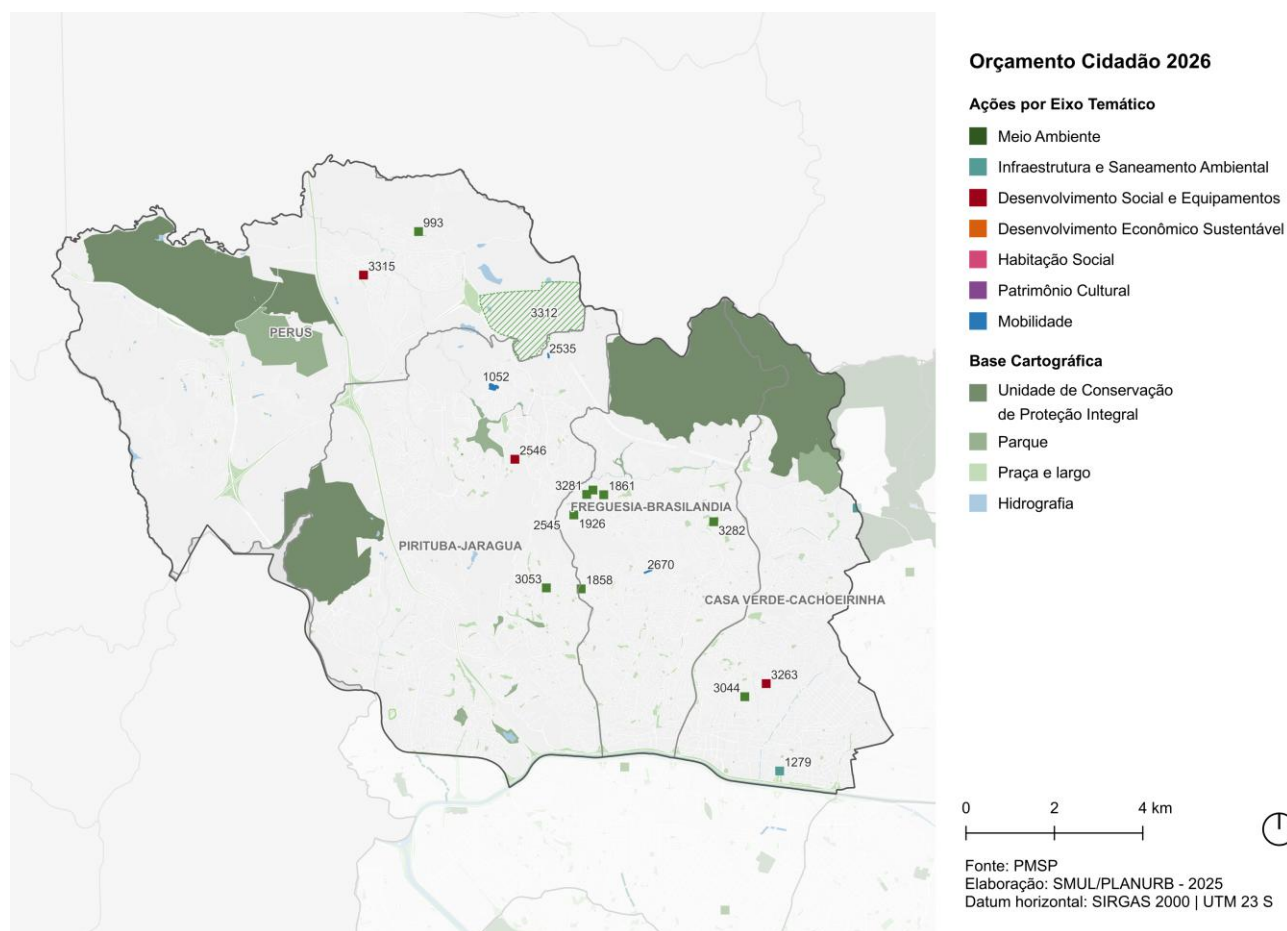 993
3315
3312
PERUS
2535
1052
2546
3281
1861
FREGUESIA-BRASILANDIA
2545
1926
3282
PIRITUBA-JARAGUA
2670
3053
1858
CASA VERDE-CACHOEIRINHA
3263
3044
1279
Orçamento Cidadão 2026
Ações por Eixo Temático
Meio Ambiente
Infraestrutura e Saneamento Ambiental
Desenvolvimento Social e Equipamentos
Desenvolvimento Econômico Sustentável
Habitação Social
Patrimônio Cultural
Mobilidade
Base Cartográfica
Unidade de Conservação
de Proteção Integral
Parque
Praça e largo
Hidrografia
0 2 4 km
Fonte: PMSP
Elaboração: SMUL/PLANURB - 2025
Datum horizontal: SIRGAS 2000 | UTM 23 S